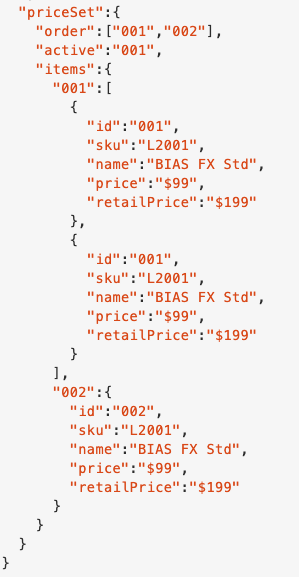 "priceSet":{
"order":["001","002"],
"active":"001",
"items":{
"001":[
{
"id":"001",
"sku":"L2001",
"name":"BIAS FX Std",
"price":"$99",
"retailPrice":"$199"
},
{
"id":"001",
"sku":"L2001",
"name":"BIAS FX Std",
"price":"$99",
"retailPrice":"$199"
}
],
"002":{
"id":"002",
"sku":"L2001",
"name":"BIAS FX Std",
"price":"$99",
"retailPrice":"$199"
}
}
}
}